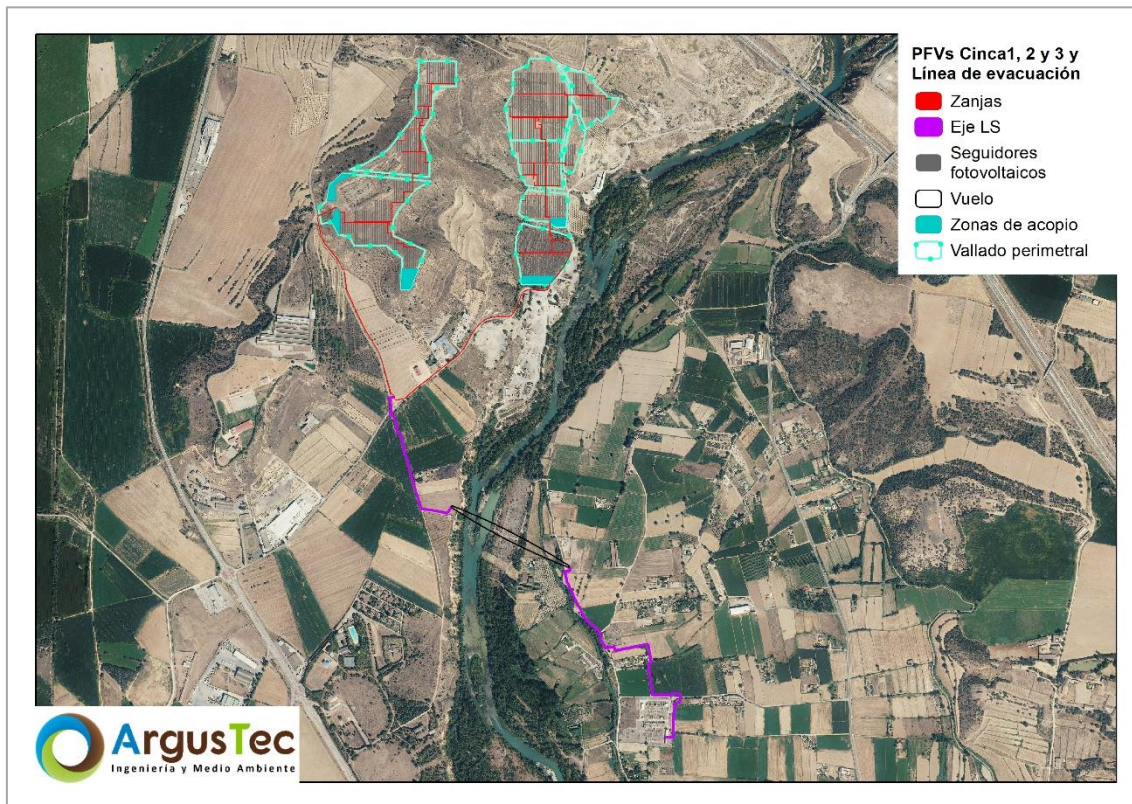 PFVs Cinca1, 2 y 3 y
Línea de evacuación
Zanjas
Eje LS
Seguidores
fotovoltaicos
Vuelo
Zonas de acopio
Vallado perimetral
ArgusTec
Ingeniería y Medio Ambiente